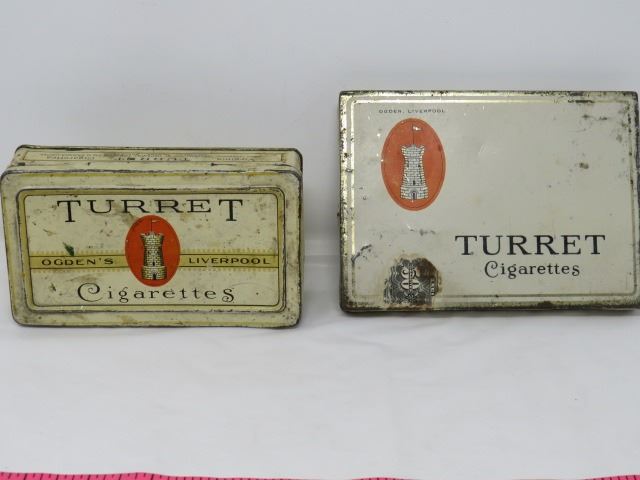 TURRET
OGDEN'S LIVERPOOL
Cigarettes
OGDEN, LIVERPOOL
TURRET
Cigarettes